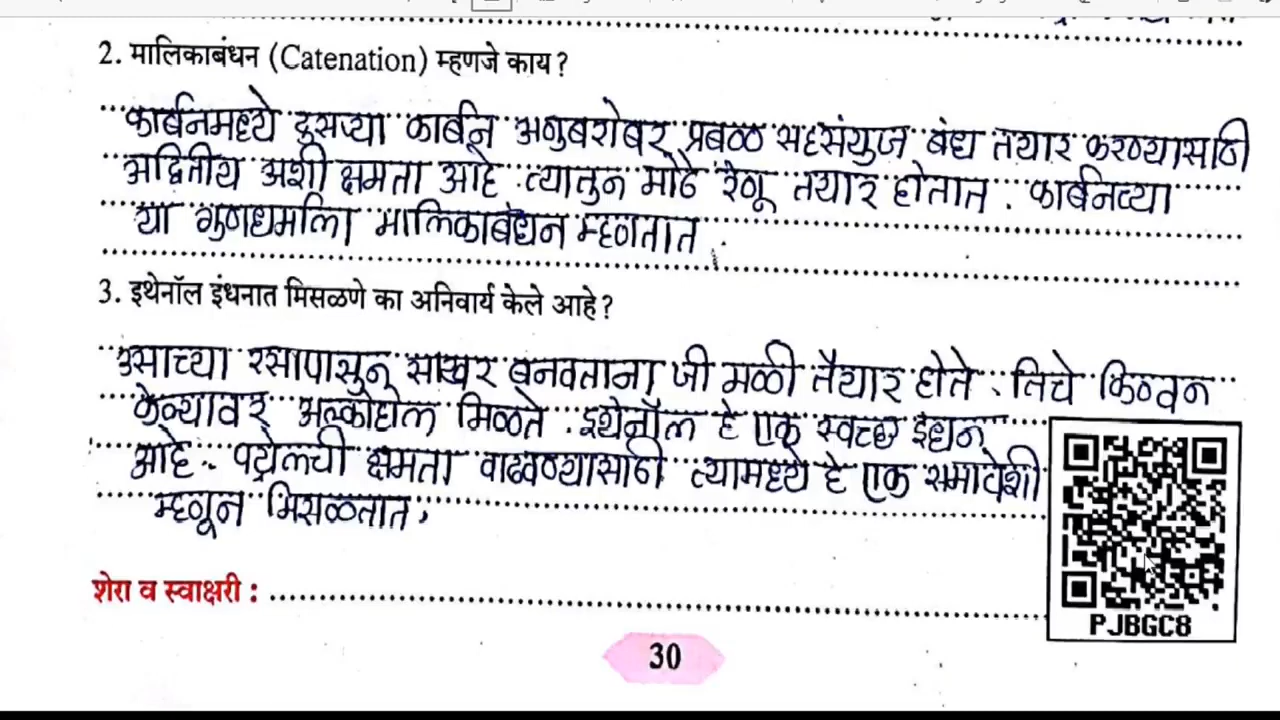 2. मालिकाबंधन (Catenation) म्हणजे काय?
कार्बनमध्ये दुसऱ्या कार्बन अणुबरोबर प्रबळ सहसंयुज बंध तयार करण्यासाठी
अद्वितीय अशी क्षमता आहे. त्यातुन मोठे रेणू तयार होतात. कार्बनच्या
या गुणधर्माला मालिकाबंधन म्हणतात.
3. इथेनॉल इंधनात मिसळणे का अनिवार्य केले आहे?
उसाच्या रसापासुन साखर बनवताना जी मळी तैयार होते. तिचे किण्वन
केल्यावर अल्कोहोल मिळते. इथेनॉल हे एक स्वच्छ इंधन
आहे. पेट्रोलची क्षमता वाढवण्यासाठी त्यामध्ये हे एक समावेशी
म्हणून मिसळतात.
शेरा व स्वाक्षरी :
PJBGC8
30